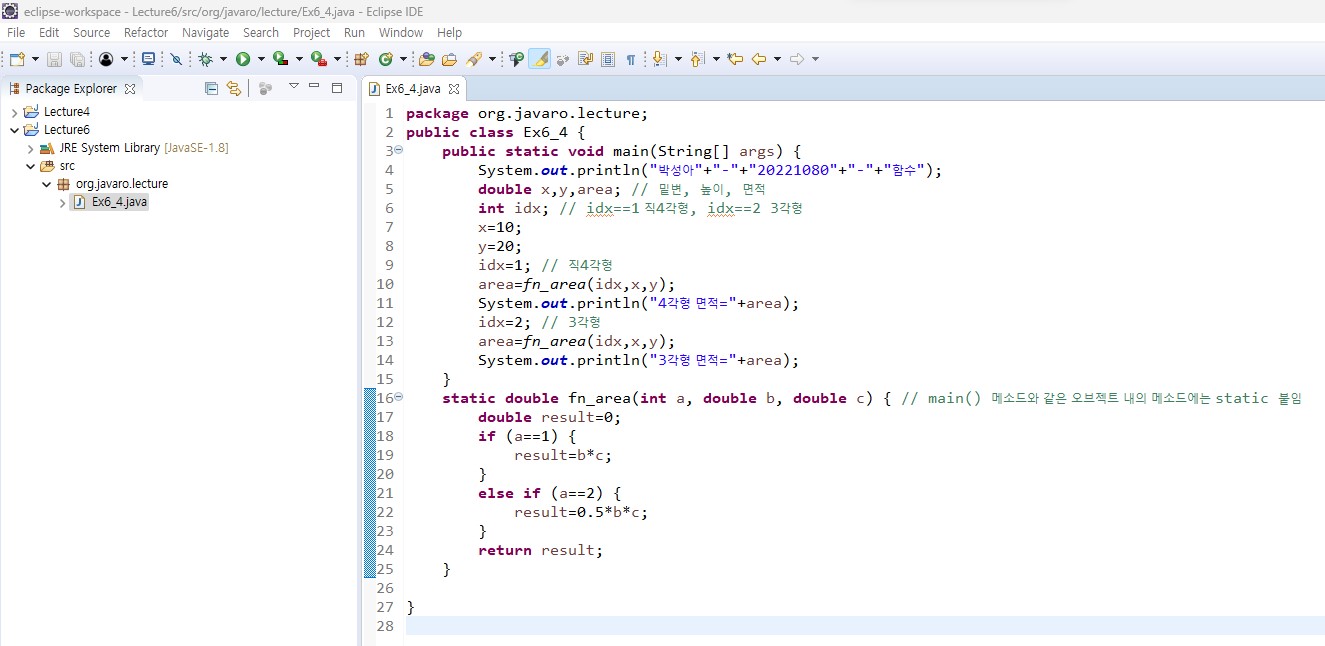 eclipse-workspace - Lecture6/src/org/javaro/lecture/Ex6_4.java - Eclipse IDE
File Edit Source Refactor Navigate Search Project Run Window Help
Package Explorer
Lecture4
Lecture6
JRE System Library [JavaSE-1.8]
src
org.javaro.lecture
Ex6_4.java
Ex6_4.java
1 package org.javaro.lecture;
2 public class Ex6_4 {
3 public static void main(String[] args) {
4 System.out.println("박성아"+"-"+"20221080"+"-"+"함수");
5 double x,y,area; // 밑변, 높이, 면적
6 int idx; // idx==1 직4각형, idx==2 3각형
7 x=10;
8 y=20;
9 idx=1; // 직4각형
10 area=fn_area(idx,x,y);
11 System.out.println("4각형 면적="+area);
12 idx=2; // 3각형
13 area=fn_area(idx,x,y);
14 System.out.println("3각형 면적="+area);
15 }
16 static double fn_area(int a, double b, double c) { // main() 메소드와 같은 오브젝트 내의 메소드에는 static 붙임
17 double result=0;
18 if (a==1) {
19 result=b*c;
20 }
21 else if (a==2) {
22 result=0.5*b*c;
23 }
24 return result;
25 }
26
27 }
28